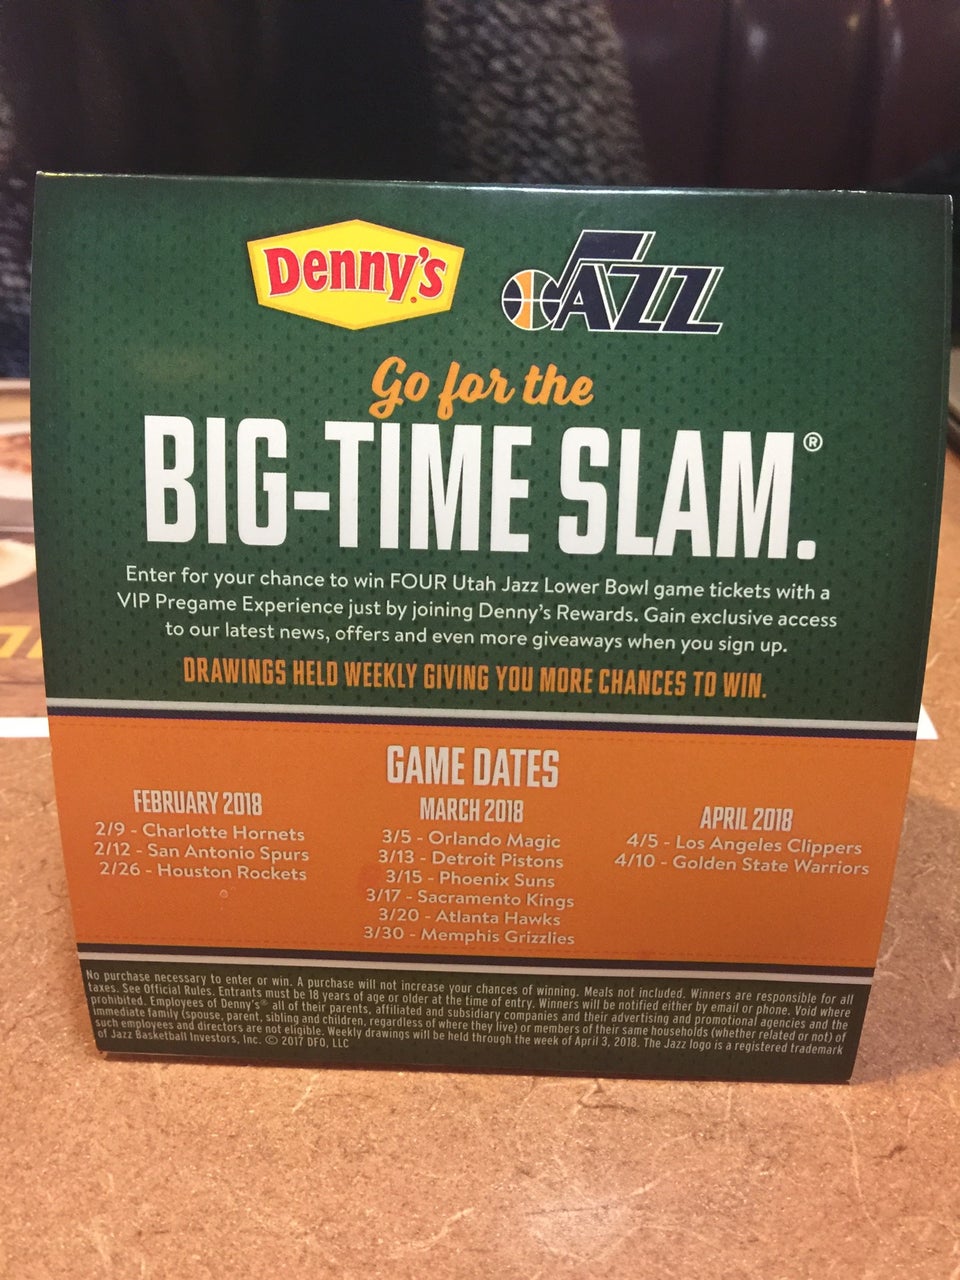 Denny's JAZZ
Go for the
BIG-TIME SLAM.®
Enter for your chance to win FOUR Utah Jazz Lower Bowl game tickets with a
VIP Pregame Experience just by joining Denny's Rewards. Gain exclusive access
to our latest news, offers and even more giveaways when you sign up.
DRAWINGS HELD WEEKLY GIVING YOU MORE CHANCES TO WIN.
GAME DATES
FEBRUARY 2018
2/9 - Charlotte Hornets
2/12 - San Antonio Spurs
2/26 - Houston Rockets
MARCH 2018
3/5 - Orlando Magic
3/13 - Detroit Pistons
3/15 - Phoenix Suns
3/17 - Sacramento Kings
3/20 - Atlanta Hawks
3/30 - Memphis Grizzlies
APRIL 2018
4/5 - Los Angeles Clippers
4/10 - Golden State Warriors
No purchase necessary to enter or win. A purchase will not increase your chances of winning. Meals not included. Winners are responsible for all
taxes. See Official Rules. Entrants must be 18 years of age or older at the time of entry. Winners will be notified either by email or phone. Void where
prohibited. Employees of Denny's® all of their parents, affiliated and subsidiary companies and their advertising and promotional agencies and the
immediate family (spouse, parent, sibling and children, regardless of where they live) or members of their same households (whether related or not) of
such employees and directors are not eligible. Weekly drawings will be held through the week of April 3, 2018. The Jazz logo is a registered trademark
of Jazz Basketball Investors, Inc. © 2017 DFO, LLC